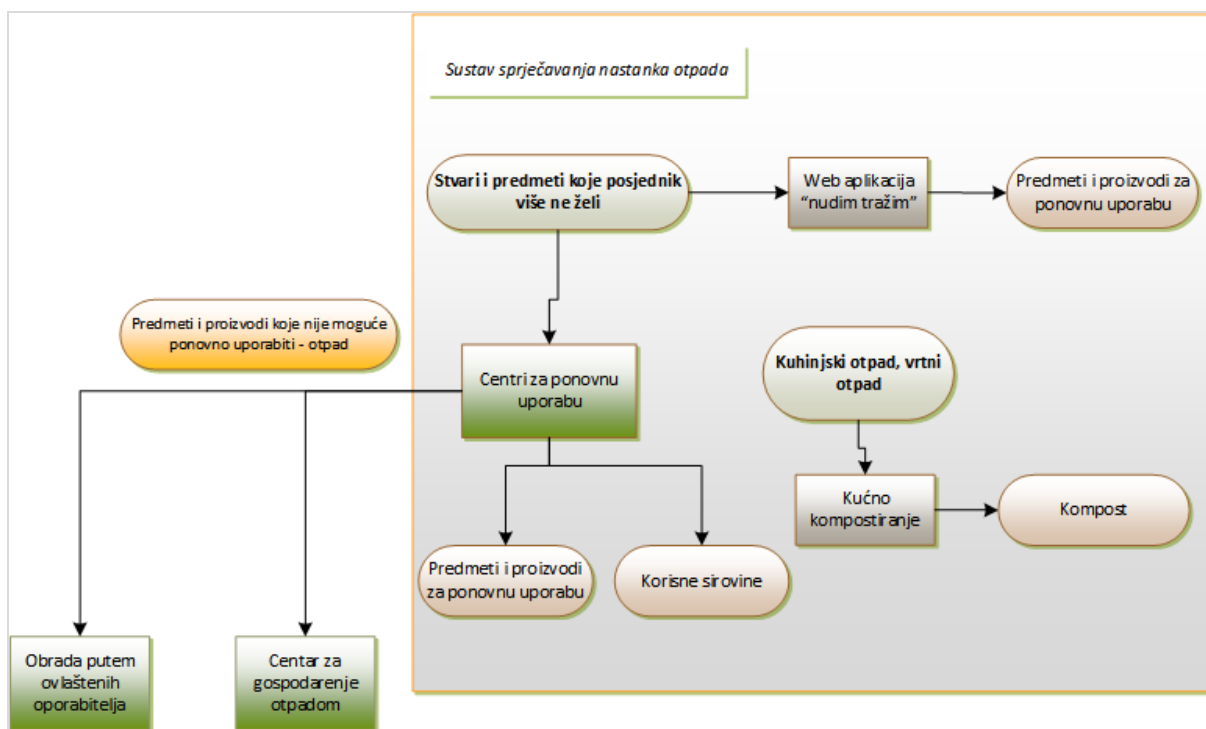 Sustav sprječavanja nastanka otpada
Stvari i predmeti koje posjednik
više ne želi
Web aplikacija
“nudim tražim”
Predmeti i proizvodi za
ponovnu uporabu
Predmeti i proizvodi koje nije moguće
ponovno uporabiti - otpad
Centri za ponovnu
uporabu
Kuhinjski otpad, vrtni
otpad
Kućno
kompostiranje
Kompost
Predmeti i proizvodi
za ponovnu uporabu
Korisne sirovine
Obrada putem
ovlaštenih
oporabitelja
Centar za
gospodarenje
otpadom